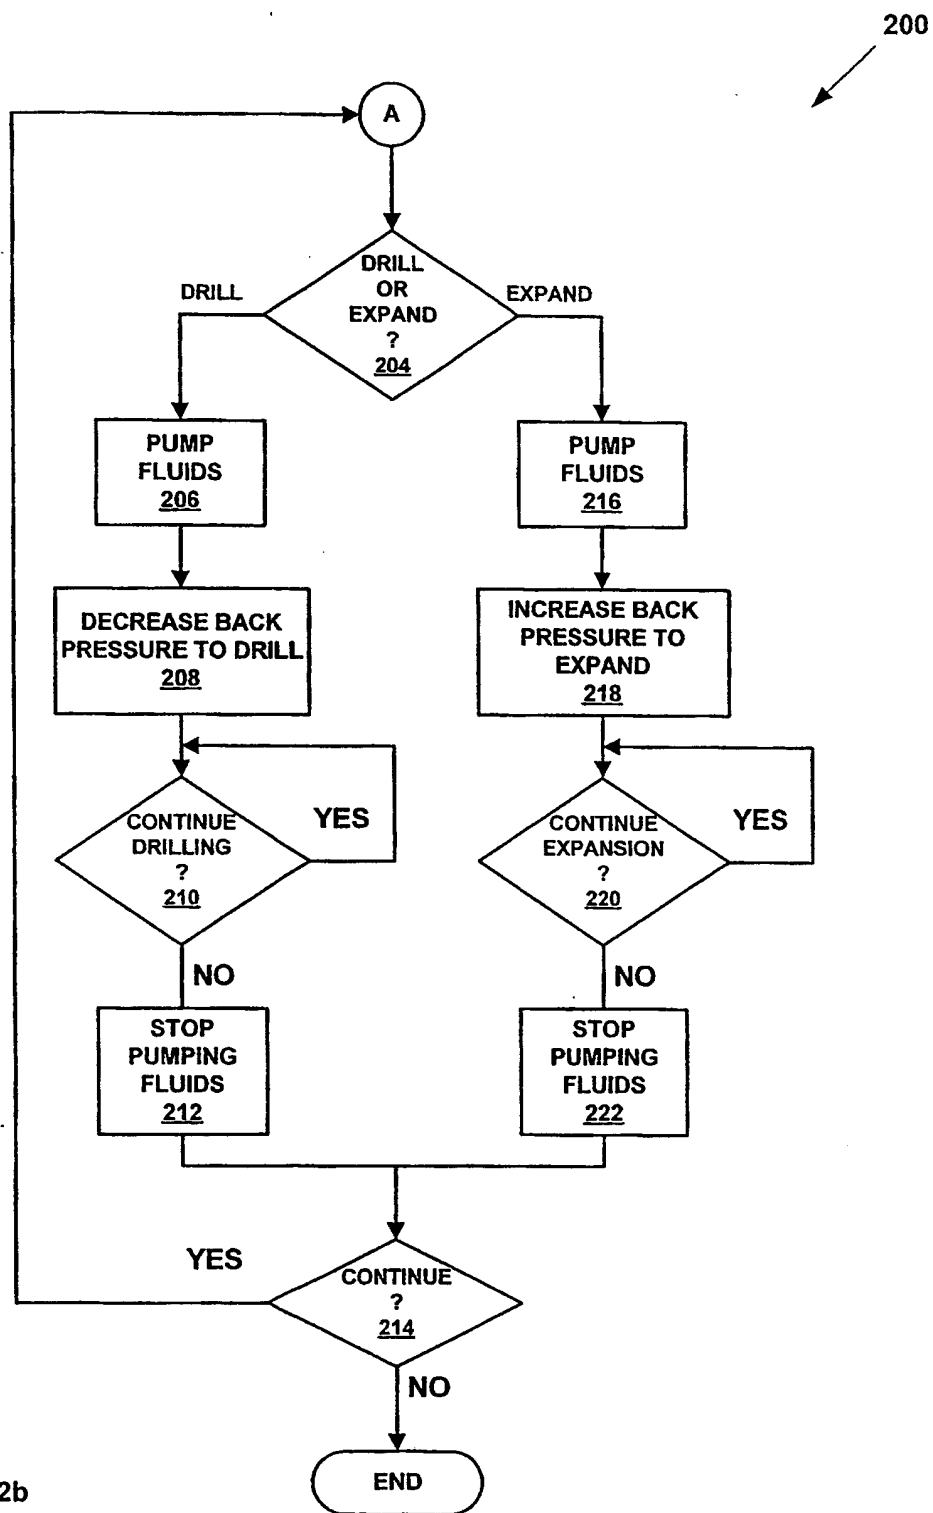 200
A
DRILL
OR
EXPAND
?
204
DRILL
EXPAND
PUMP
FLUIDS
206
PUMP
FLUIDS
216
DECREASE BACK
PRESSURE TO DRILL
208
INCREASE BACK
PRESSURE TO
EXPAND
218
CONTINUE
DRILLING
?
210
YES
CONTINUE
EXPANSION
?
220
YES
NO
NO
STOP
PUMPING
FLUIDS
212
STOP
PUMPING
FLUIDS
222
YES
CONTINUE
?
214
NO
END
2b